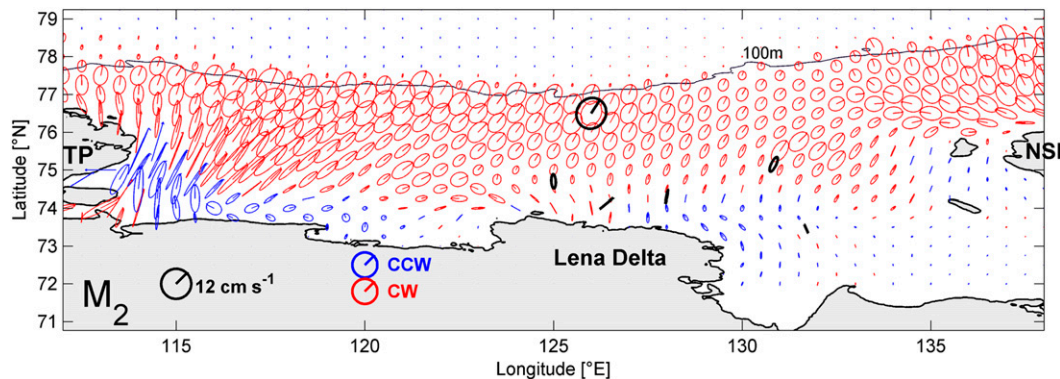 79
78
77
76
75
74
73
72
71
Latitude [°N]
100m
TP
NSI
Lena Delta
CCW
CW
12 cm s-1
M2
115
120
125
130
135
Longitude [°E]